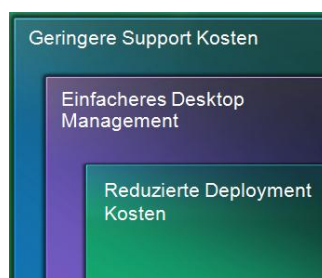 Geringere Support Kosten
Einfacheres Desktop
Management
Reduzierte Deployment
Kosten